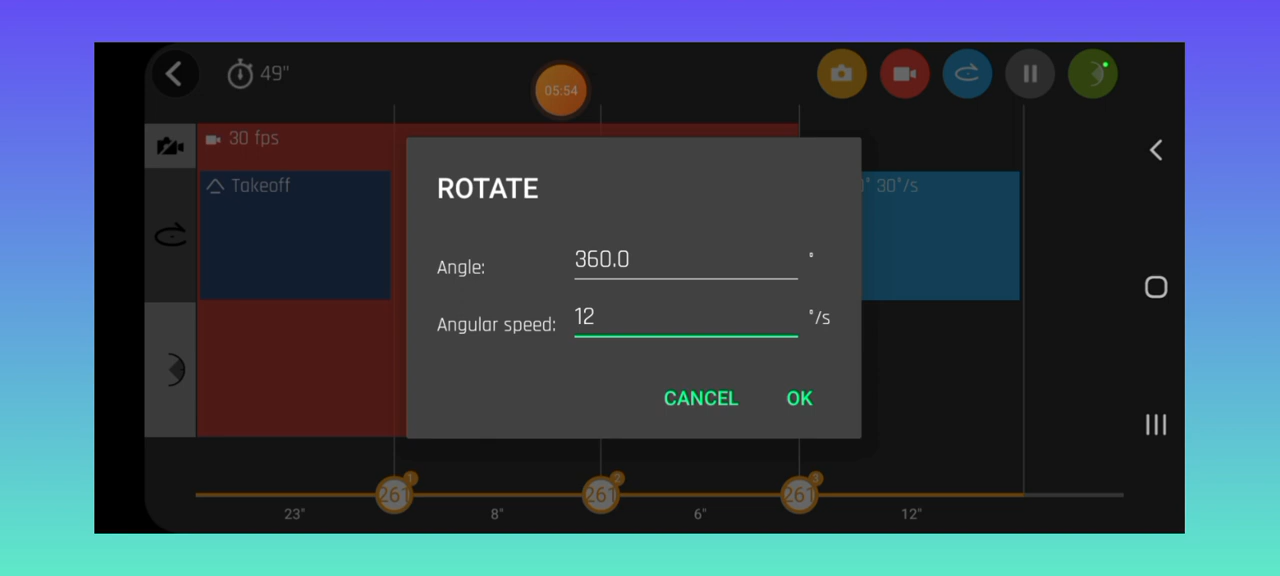 49"
05:54
30 fps
Takeoff
° 30°/s
ROTATE
Angle: 360.0 °
Angular speed: 12 °/s
CANCEL OK
1 2 3
261 261 261
23" 8" 6" 12"